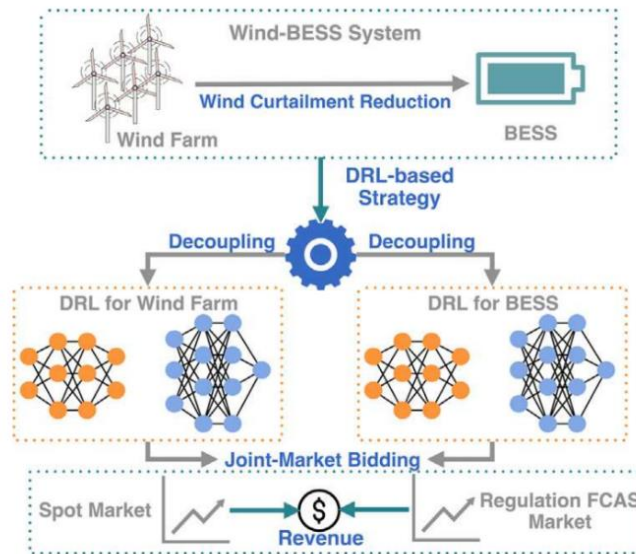 Wind-BESS System
Wind Curtailment Reduction
Wind Farm
BESS
DRL-based
Strategy
Decoupling
Decoupling
DRL for Wind Farm
DRL for BESS
Joint-Market Bidding
Spot Market
$
Regulation FCAS
Market
Revenue